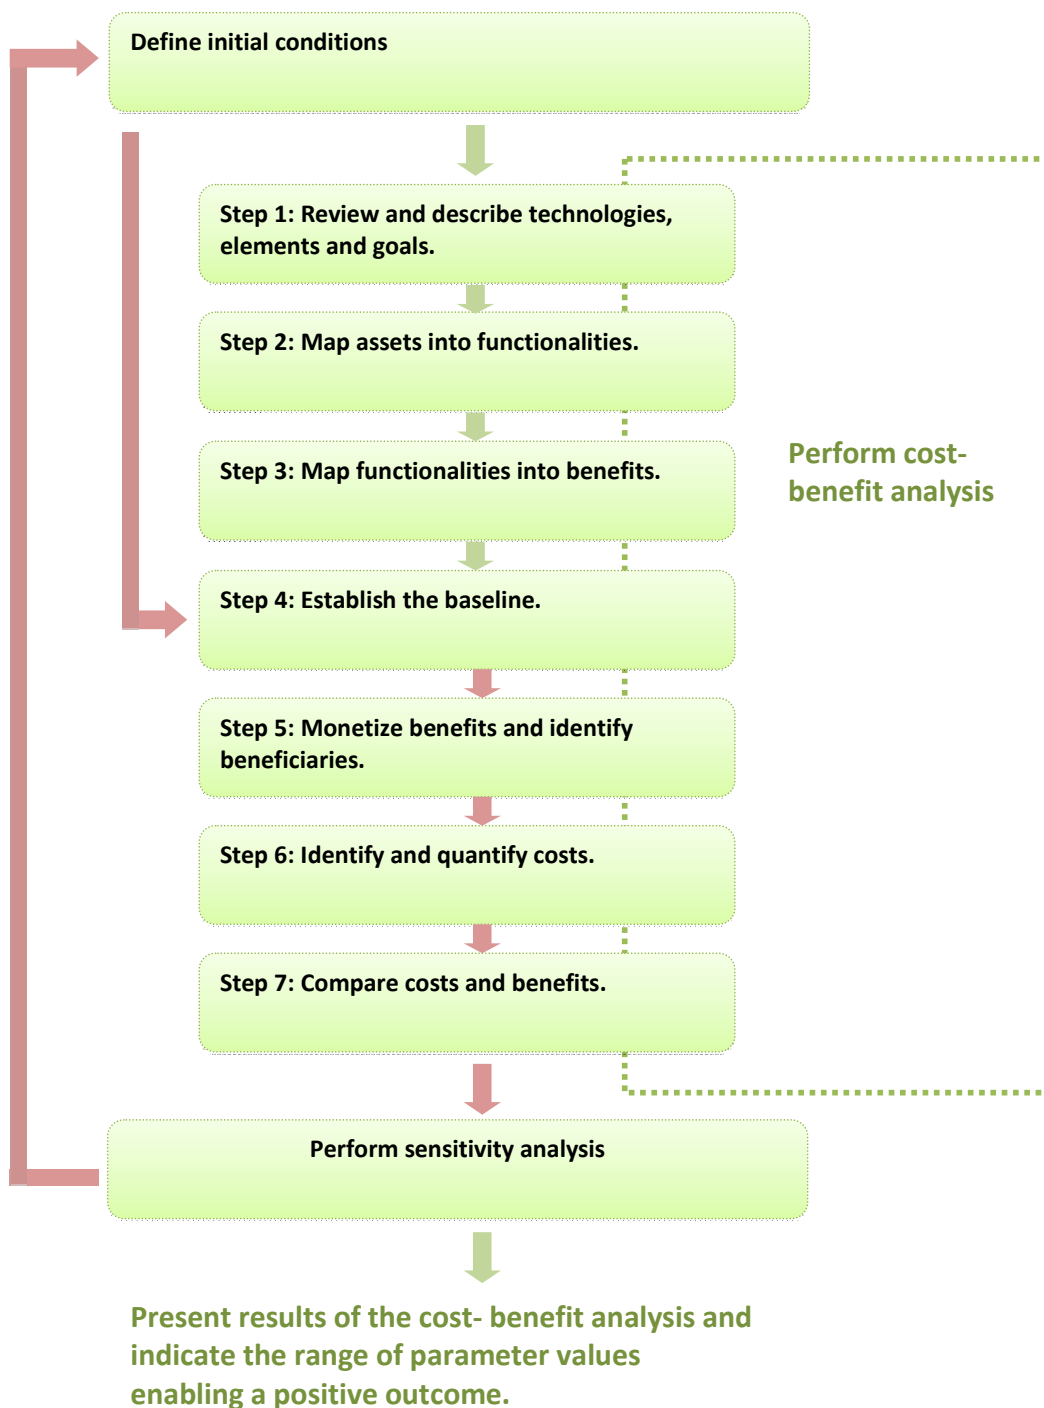 Define initial conditions
Step 1: Review and describe technologies,
elements and goals.
Step 2: Map assets into functionalities.
Step 3: Map functionalities into benefits.
Perform cost-
benefit analysis
Step 4: Establish the baseline.
Step 5: Monetize benefits and identify
beneficiaries.
Step 6: Identify and quantify costs.
Step 7: Compare costs and benefits.
Perform sensitivity analysis
Present results of the cost- benefit analysis and
indicate the range of parameter values
enabling a positive outcome.